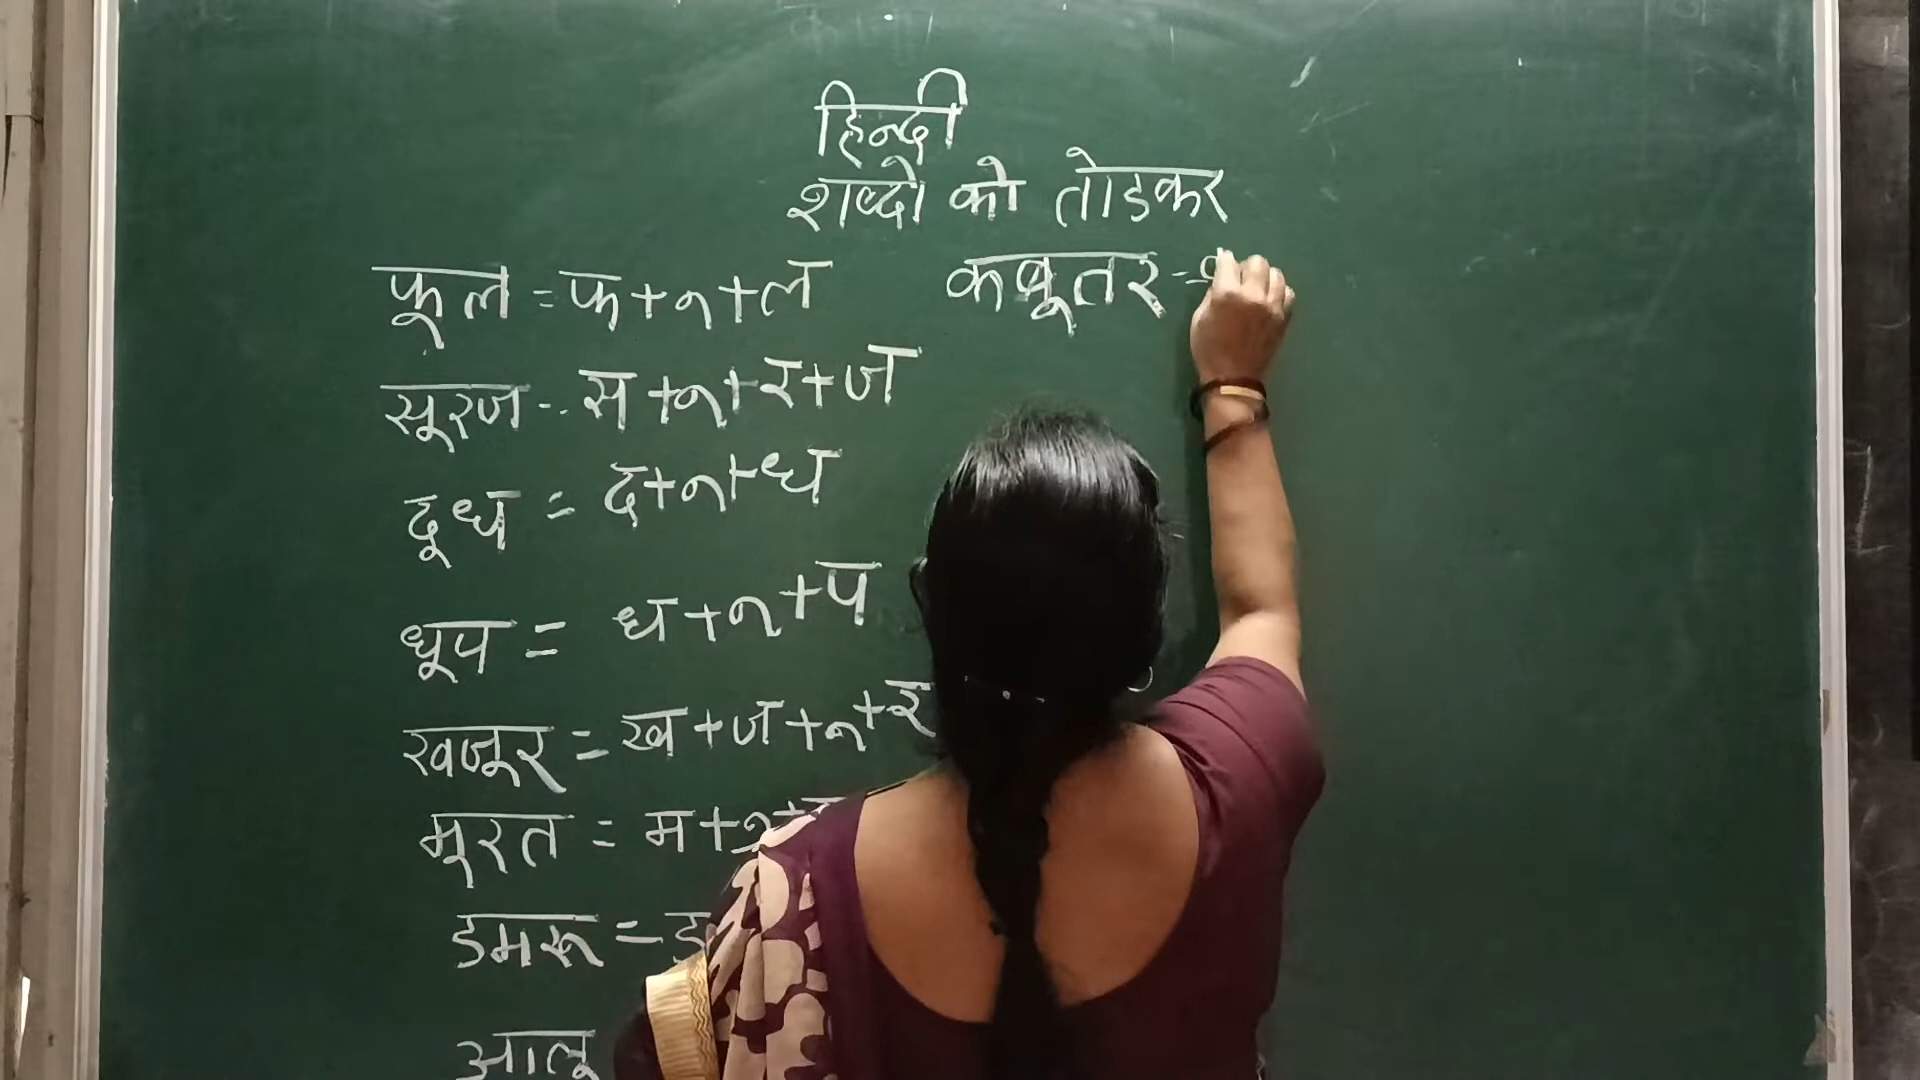 हिन्दी
शब्दो को तोडकर
फूल = फ + ू + ल
सूरज - स + ू + र + ज
दूध = द + ू + ध
धूप = ध + ू + प
खजूर = ख + ज + ू + र
मूरत = म + ू +
डमरू = ड
आलू
कबूतर =